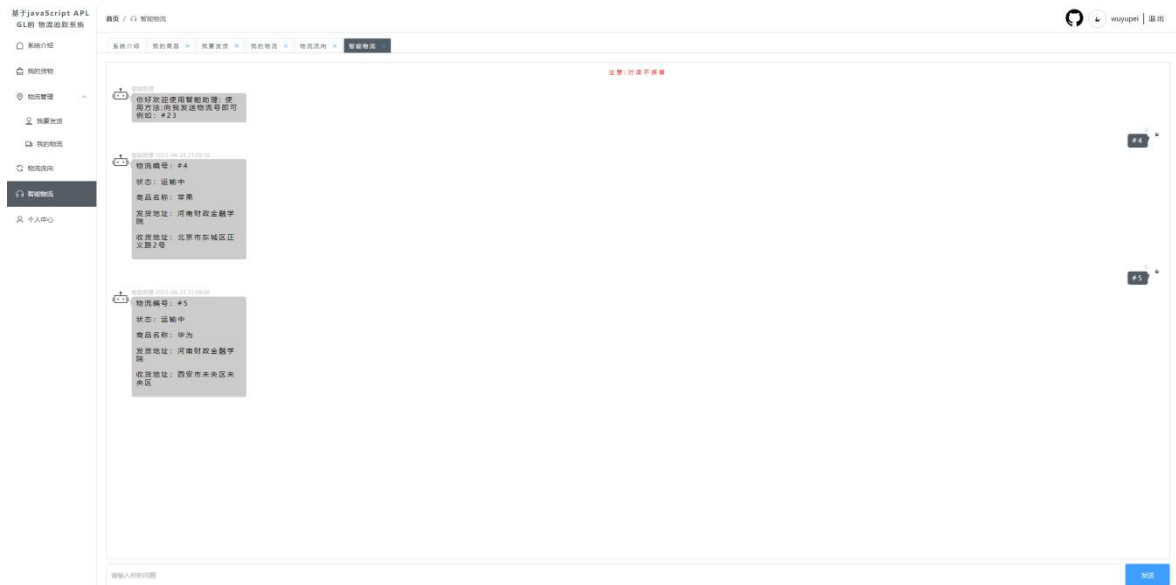 基于javaScript APL
GL的 物流追踪系统
系统介绍
我的货物
物流管理
我要发货
我的物流
物流流向
智能物流
个人中心
首页 / 智能物流
wuyupei
退出
系统介绍
我的商品 ×
我要发货 ×
我的物流 ×
物流流向 ×
智能物流 ×
注意:对话不保留
智能助理
你好欢迎使用智能助理: 使
用方法:向我发送物流号即可
例如: #23
#4
物流编号: #4
状态: 运输中
商品名称: 苹果
发货地址: 河南财政金融学
院
收货地址: 北京市东城区正
义路2号
#5
物流编号: #5
状态: 运输中
商品名称: 华为
发货地址: 河南财政金融学
院
收货地址: 西安市未央区未
央区
请输入你的问题
发送